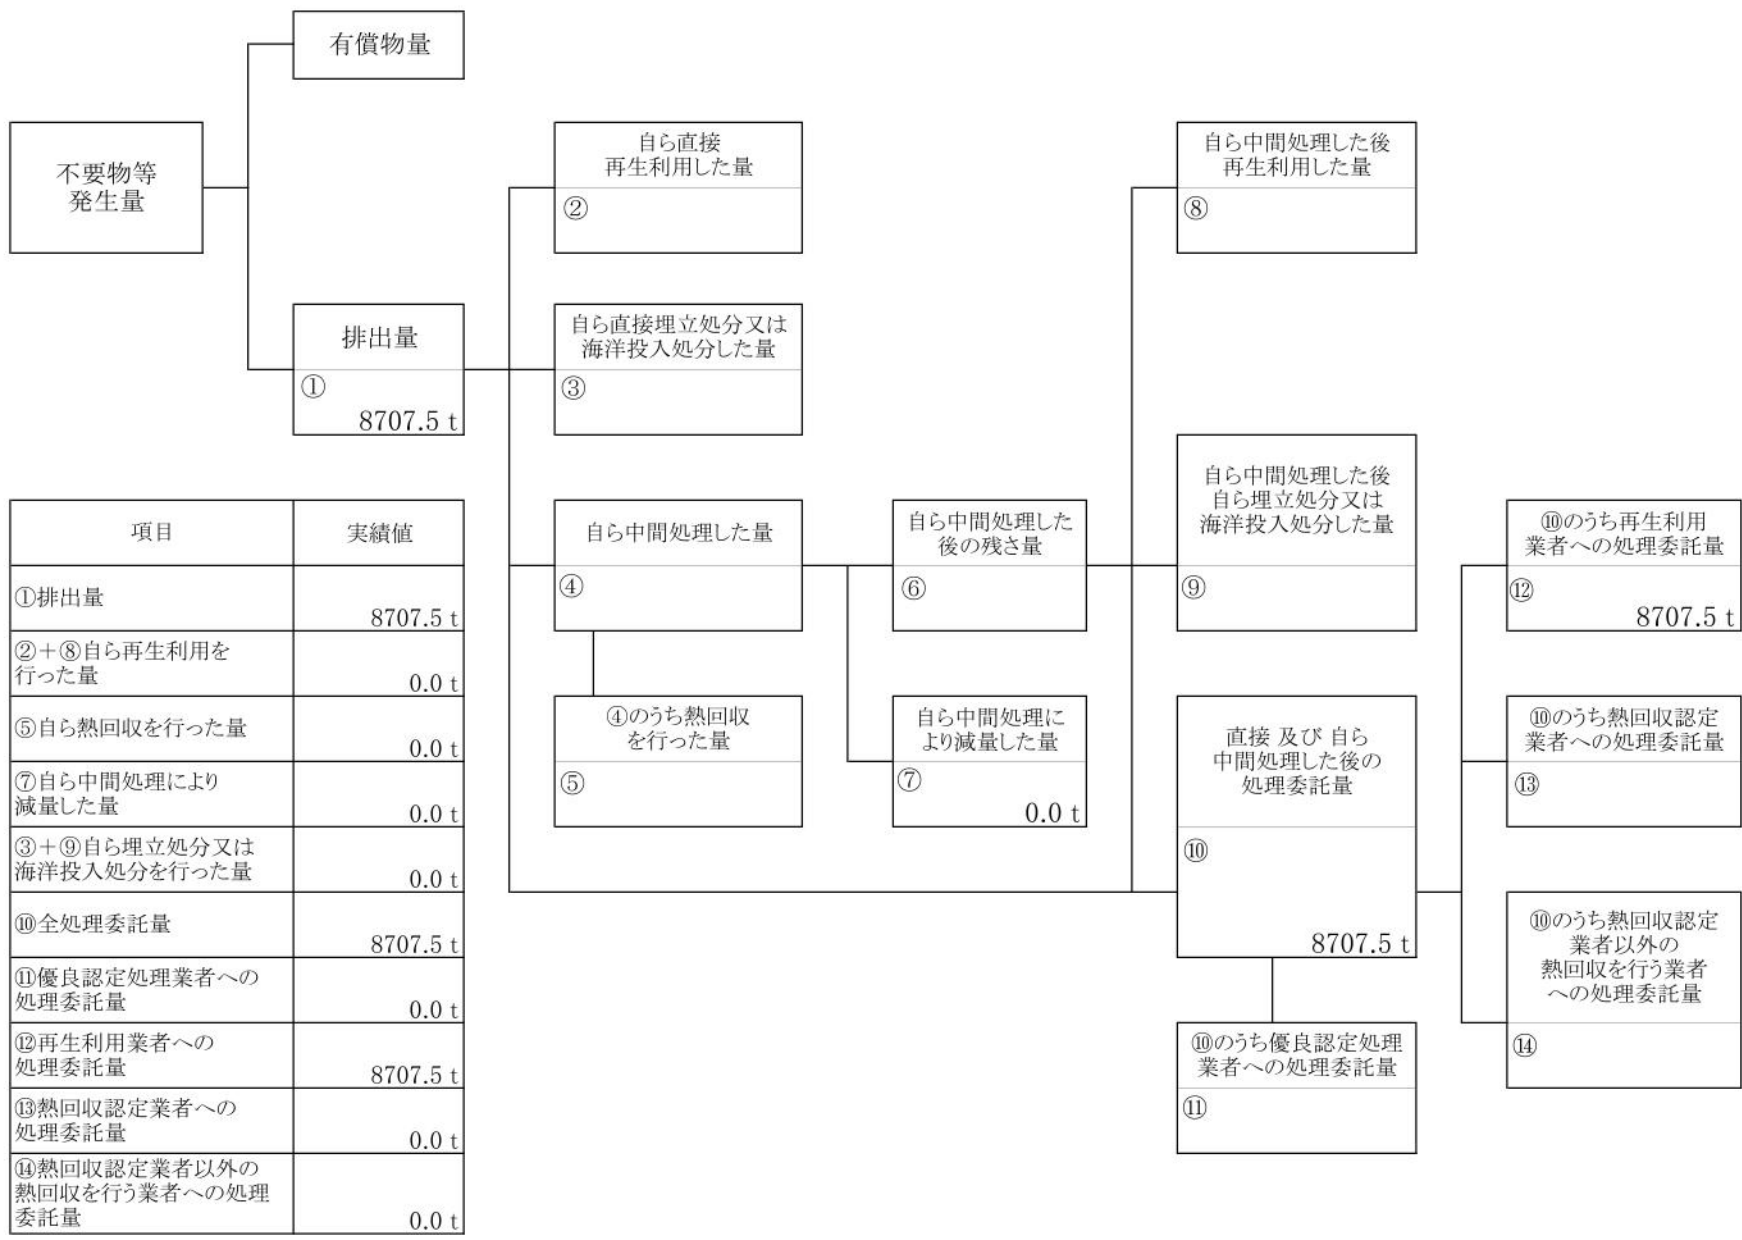 有償物量
不要物等
発生量
自ら直接
再生利用した量
②
自ら中間処理した後
再生利用した量
⑧
排出量
①
8707.5 t
自ら直接埋立処分又は
海洋投入処分した量
③
自ら中間処理した量
④
自ら中間処理した
後の残さ量
⑥
自ら中間処理した後
自ら埋立処分又は
海洋投入処分した量
⑨
⑩のうち再生利用
業者への処理委託量
⑫
8707.5 t
④のうち熱回収
を行った量
⑤
自ら中間処理に
より減量した量
⑦
0.0 t
直接 及び 自ら
中間処理した後の
処理委託量
⑩
8707.5 t
⑩のうち熱回収認定
業者への処理委託量
⑬
⑩のうち熱回収認定
業者以外の
熱回収を行う業者
への処理委託量
⑭
⑩のうち優良認定処理
業者への処理委託量
⑪
項目
実績値
①排出量
8707.5 t
②+⑧自ら再生利用を
行った量
0.0 t
⑤自ら熱回収を行った量
0.0 t
⑦自ら中間処理により
減量した量
0.0 t
③+⑨自ら埋立処分又は
海洋投入処分を行った量
0.0 t
⑩全処理委託量
8707.5 t
⑪優良認定処理業者への
処理委託量
0.0 t
⑫再生利用業者への
処理委託量
8707.5 t
⑬熱回収認定業者への
処理委託量
0.0 t
⑭熱回収認定業者以外の
熱回収を行う業者への処理
委託量
0.0 t